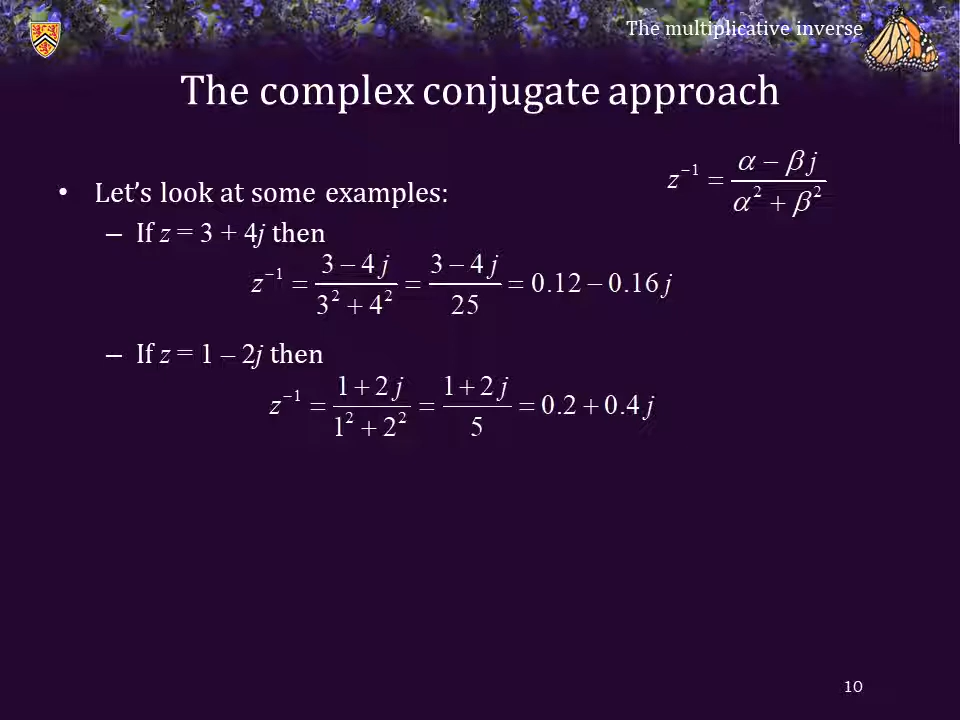 The multiplicative inverse
The complex conjugate approach
• Let’s look at some examples:
z⁻¹ = (α − βj) / (α² + β²)
– If z = 3 + 4j then
z⁻¹ = (3 − 4j) / (3² + 4²) = (3 − 4j) / 25 = 0.12 − 0.16j
– If z = 1 – 2j then
z⁻¹ = (1 + 2j) / (1² + 2²) = (1 + 2j) / 5 = 0.2 + 0.4j
10